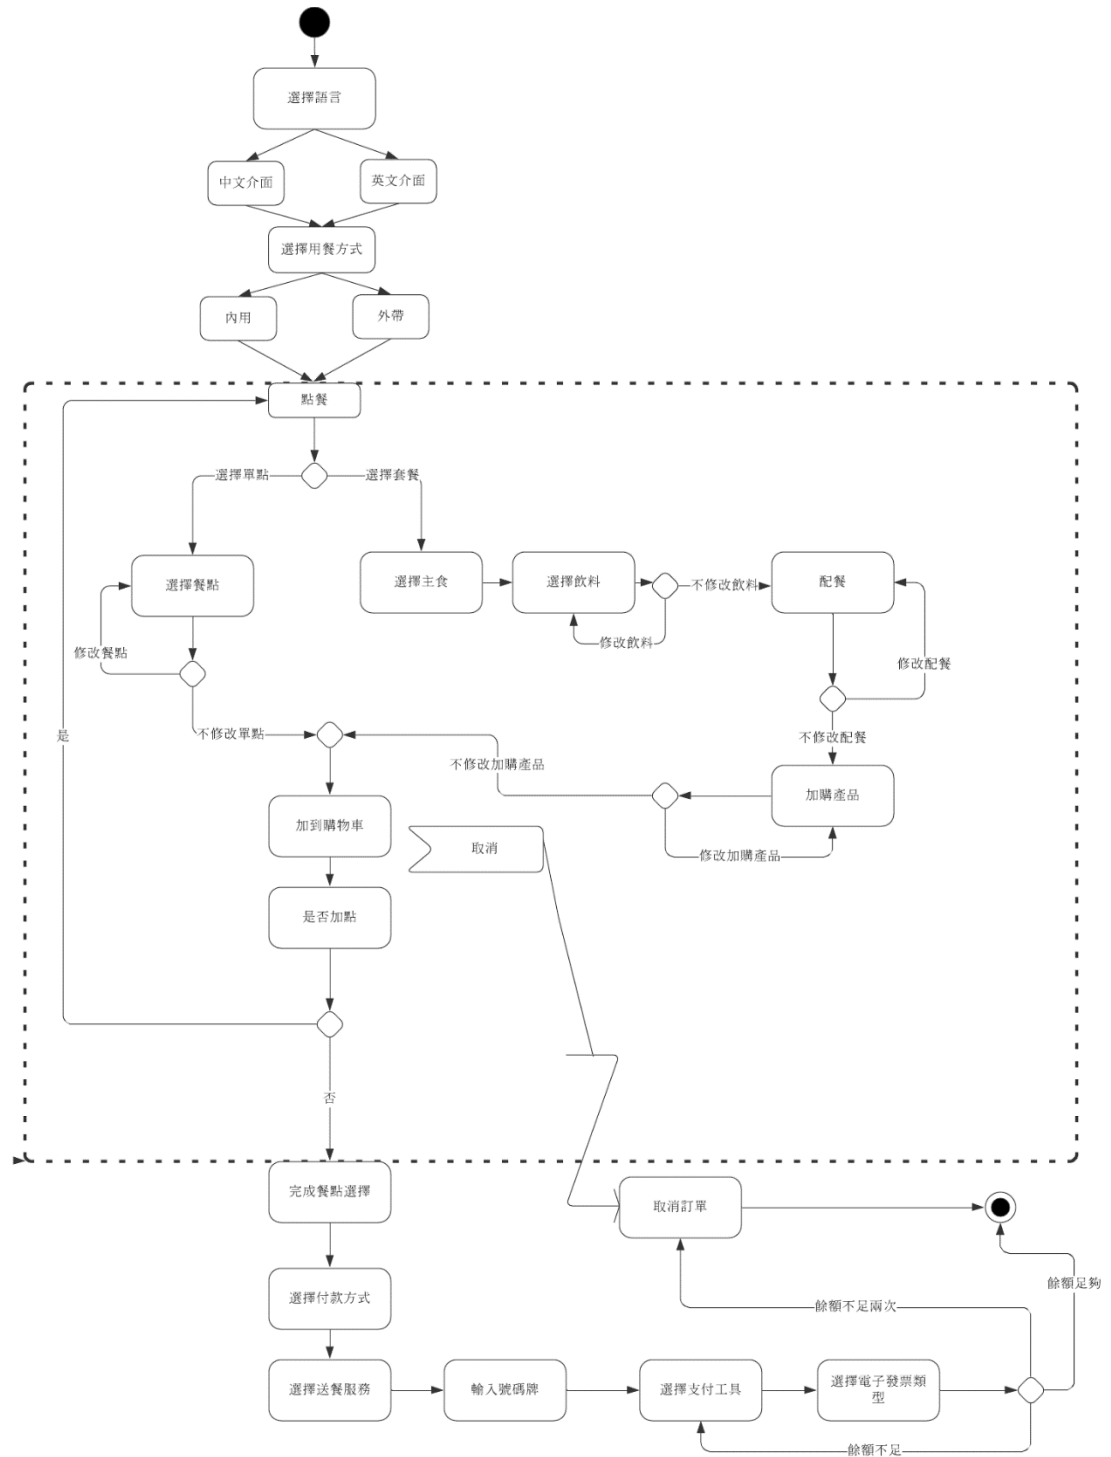 選擇語言
中文介面
英文介面
選擇用餐方式
內用
外帶
點餐
選擇單點
選擇套餐
選擇餐點
選擇主食
選擇飲料
不修改飲料
配餐
修改餐點
修改飲料
修改配餐
是
不修改單點
不修改配餐
不修改加購產品
加購產品
加到購物車
取消
修改加購產品
是否加點
否
完成餐點選擇
取消訂單
選擇付款方式
餘額足夠
餘額不足兩次
選擇送餐服務
輸入號碼牌
選擇支付工具
選擇電子發票類
型
餘額不足